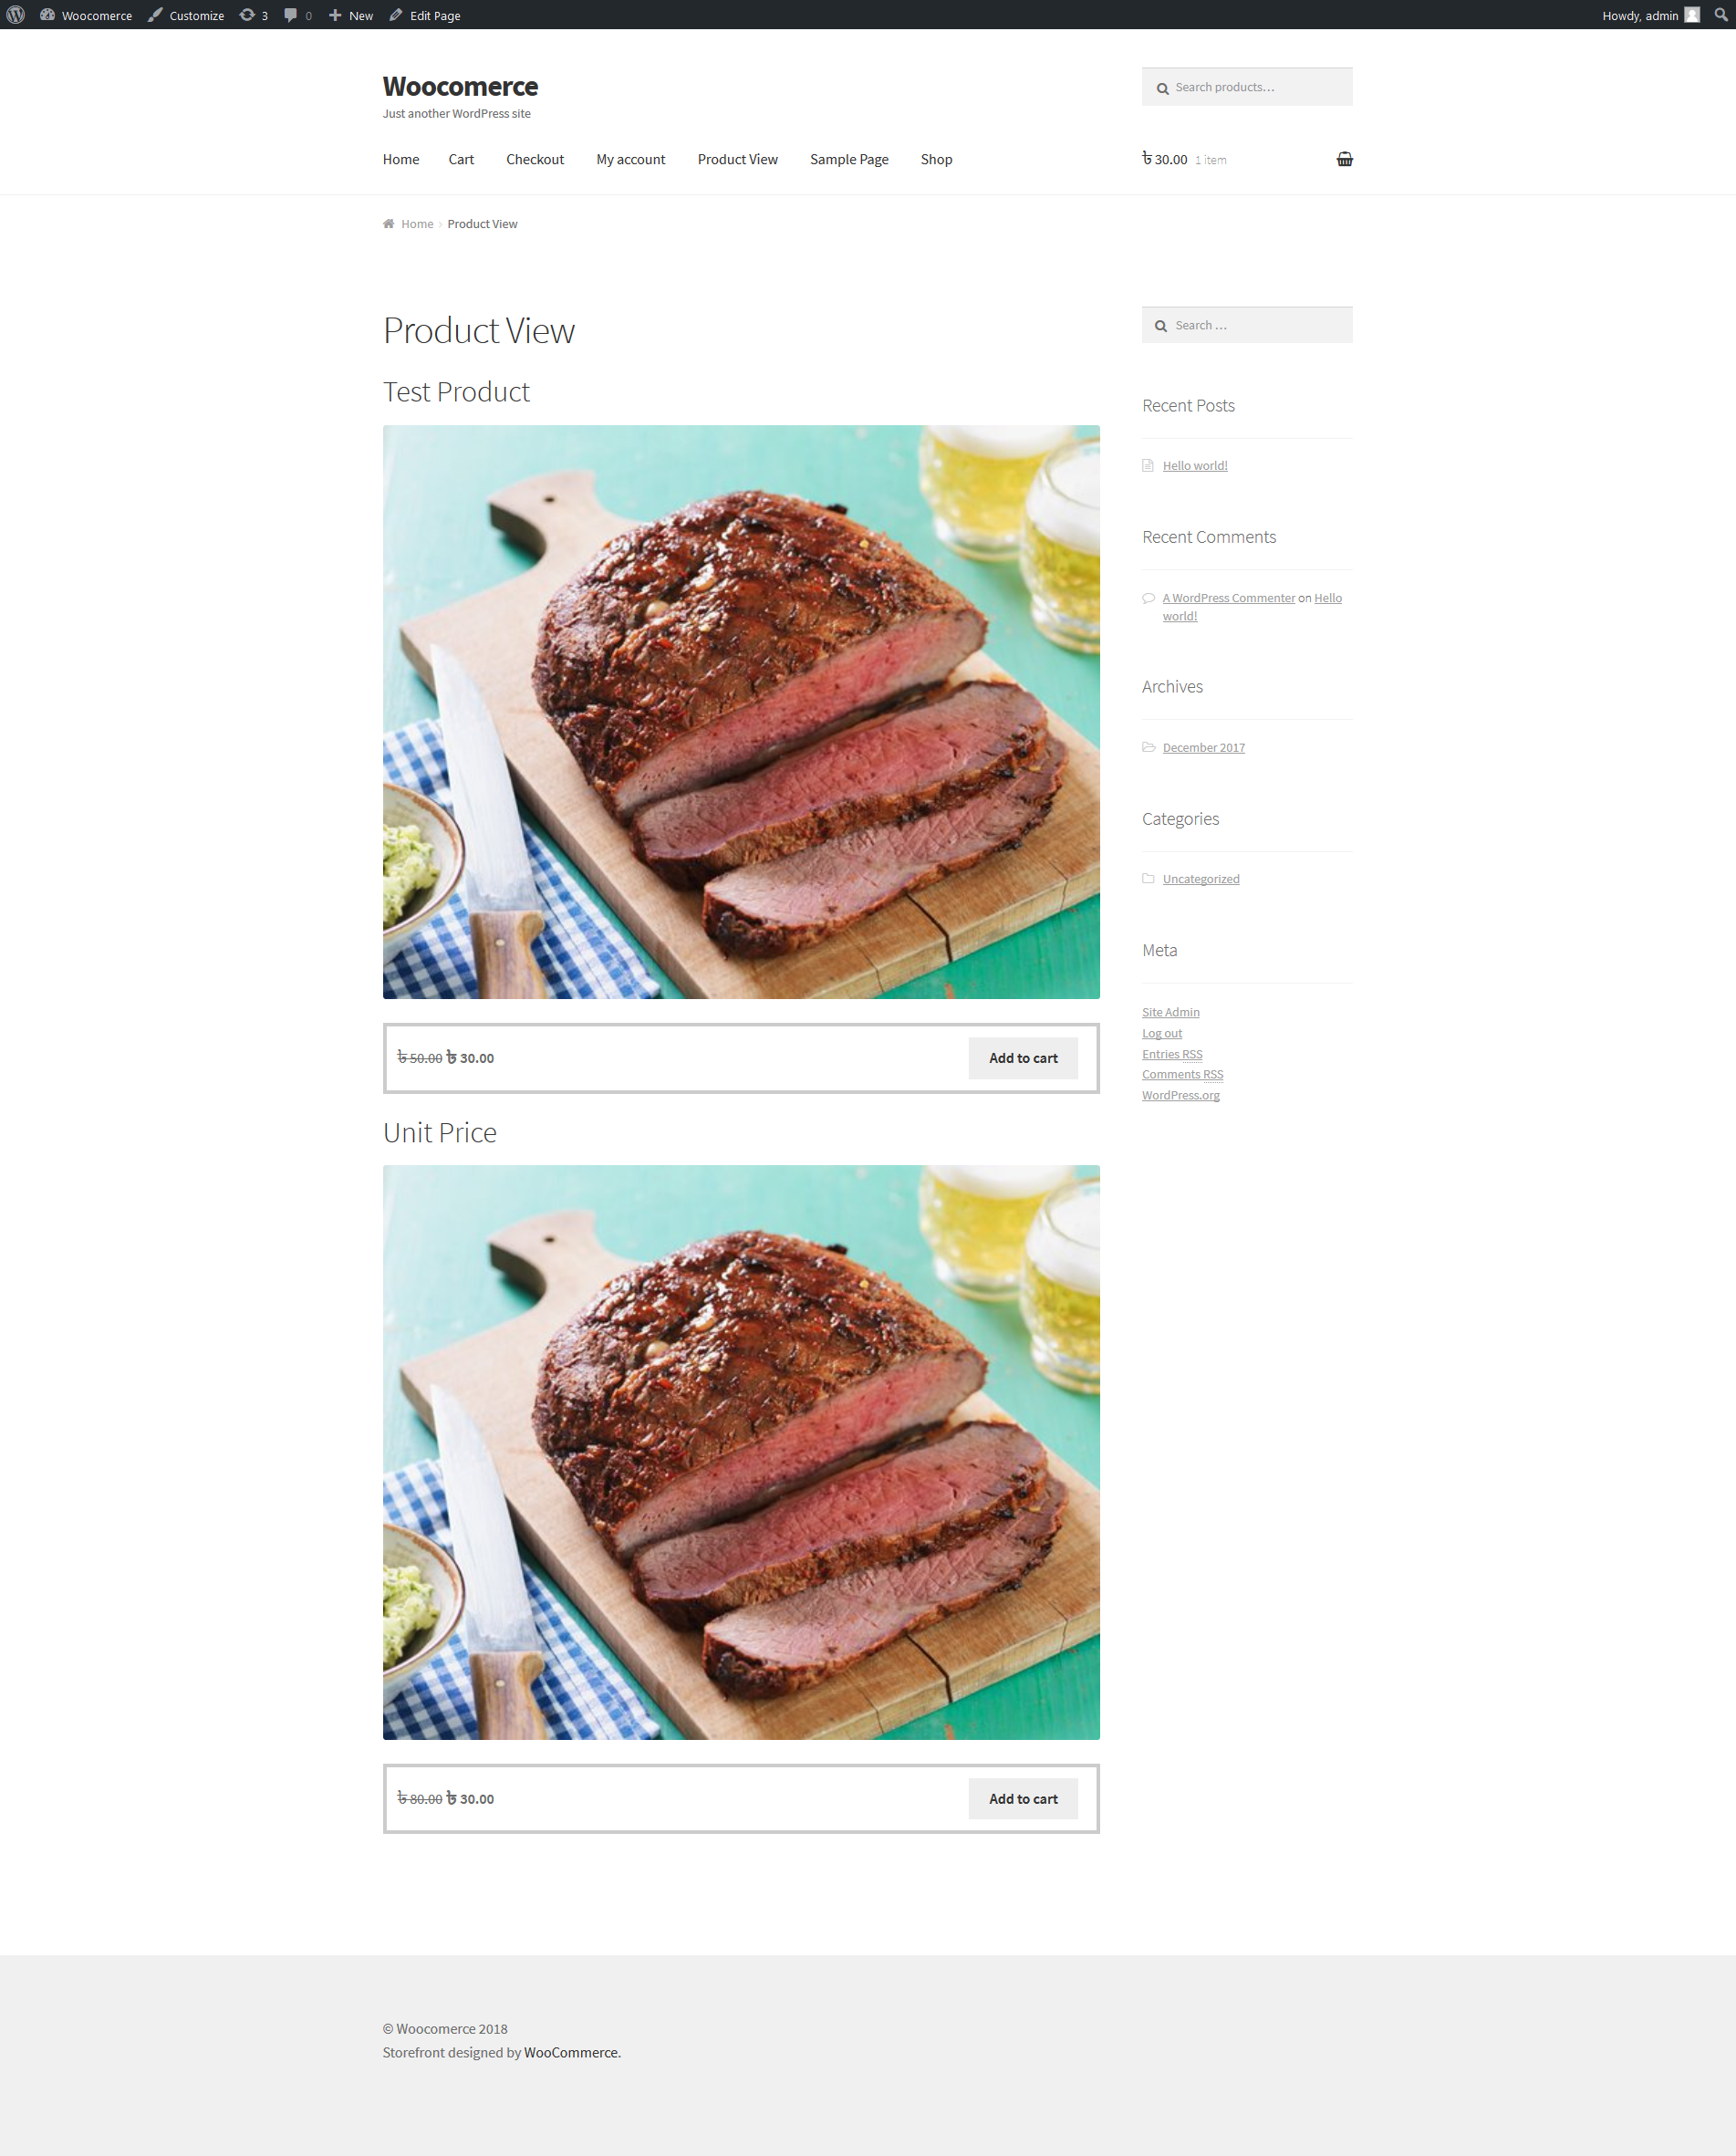 Woocomerce Customize 3 0 New Edit Page Howdy, admin
Woocomerce
Just another WordPress site
Search products…
Home Cart Checkout My account Product View Sample Page Shop
৳ 30.00 1 item
Home › Product View
Product View
Test Product
৳ 50.00 ৳ 30.00
Add to cart
Unit Price
৳ 80.00 ৳ 30.00
Add to cart
Search …
Recent Posts
Hello world!
Recent Comments
A WordPress Commenter on Hello
world!
Archives
December 2017
Categories
Uncategorized
Meta
Site Admin
Log out
Entries RSS
Comments RSS
WordPress.org
© Woocomerce 2018
Storefront designed by WooCommerce.